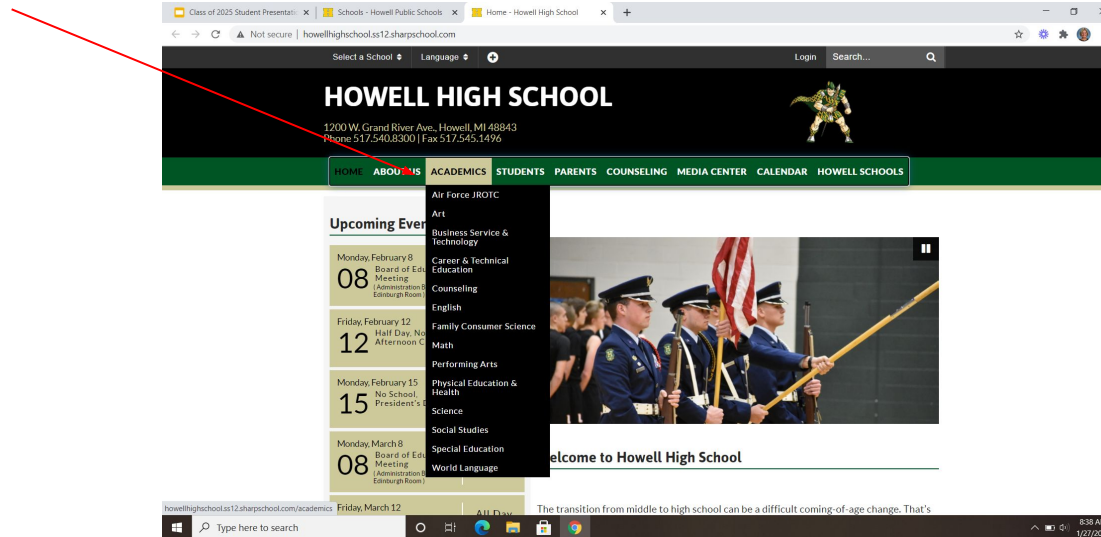 Class of 2025 Student Presentatio
Schools - Howell Public Schools
Home - Howell High School
Not secure | howellhighschool.ss12.sharpschool.com
Select a School
Language
Login
Search...
HOWELL HIGH SCHOOL
1200 W. Grand River Ave., Howell, MI 48843
Phone 517.540.8300 | Fax 517.545.1496
HOME ABOUT US ACADEMICS STUDENTS PARENTS COUNSELING MEDIA CENTER CALENDAR HOWELL SCHOOLS
Air Force JROTC
Art
Business Service &
Technology
Career & Technical
Education
Counseling
English
Family Consumer Science
Math
Performing Arts
Physical Education &
Health
Science
Social Studies
Special Education
World Language
Upcoming Even
Monday, February 8
08
Board of Edu
Meeting
( Administration B
Edinburgh Room )
Friday, February 12
12
Half Day, No
Afternoon C
Monday, February 15
15
No School,
President's D
Monday, March 8
08
Board of Edu
Meeting
( Administration B
Edinburgh Room )
Friday, March 12
All Day
elcome to Howell High School
The transition from middle to high school can be a difficult coming-of-age change. That's
howellhighschool.ss12.sharpschool.com/academics
Type here to search
8:38 A
1/27/20